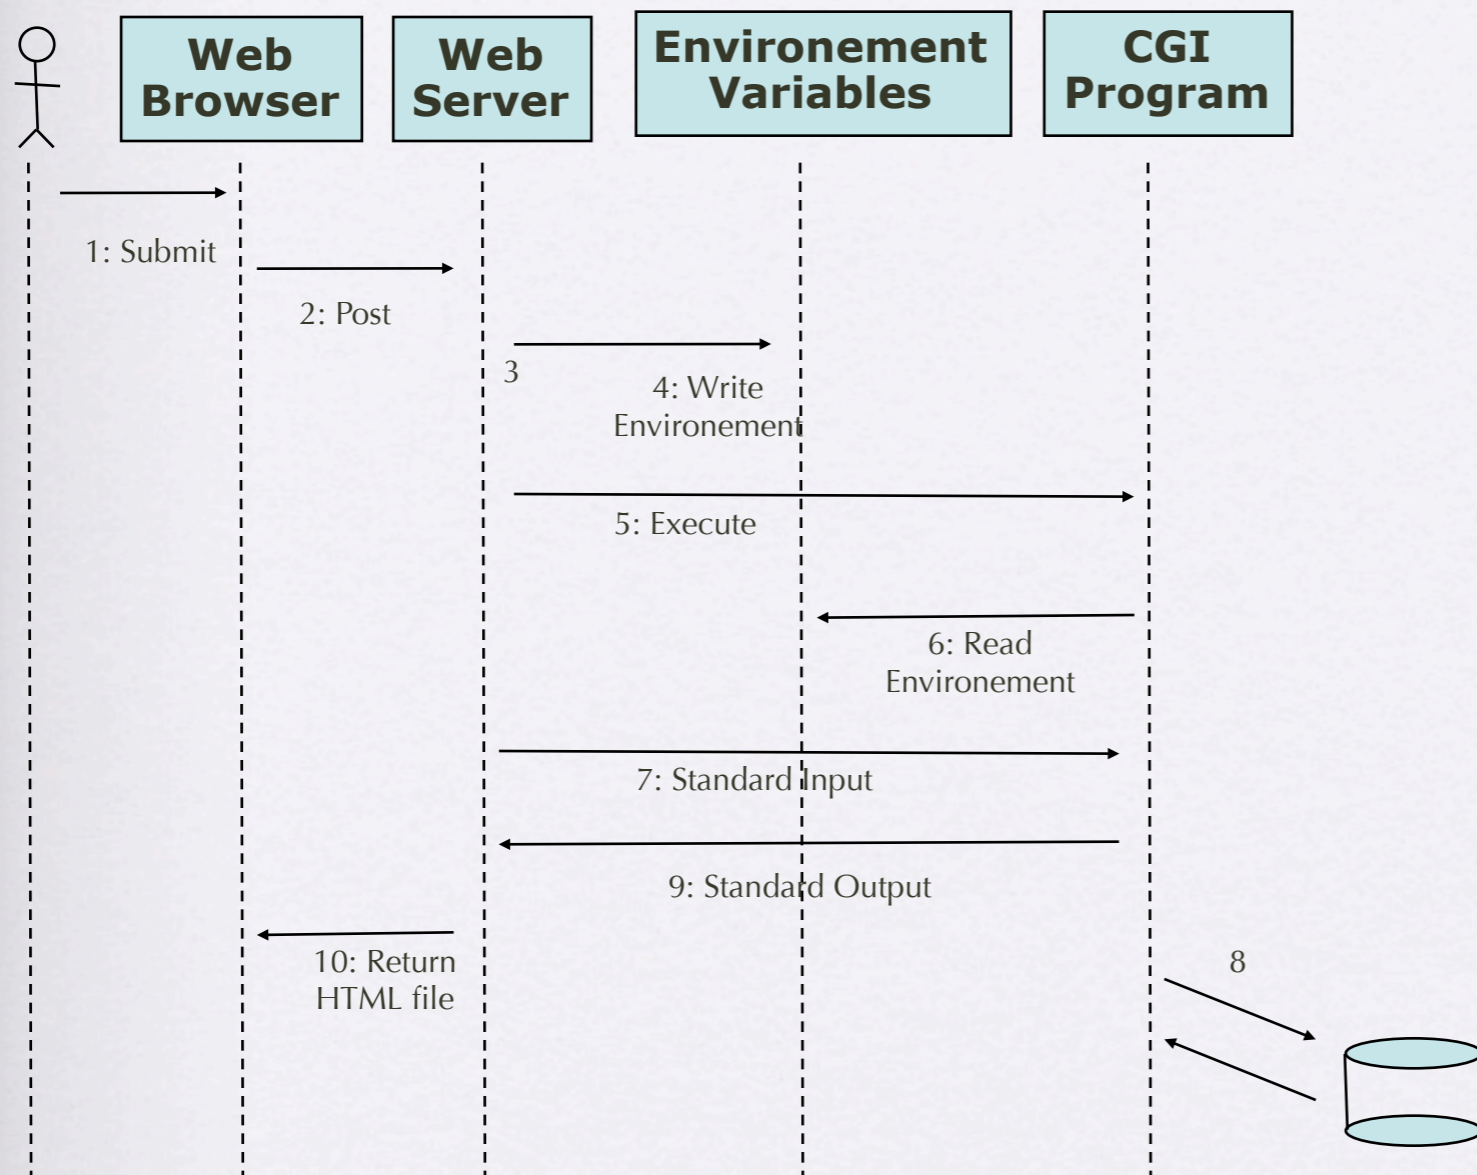 Web
Browser
Web
Server
Environement
Variables
CGI
Program
1: Submit
2: Post
3
4: Write
Environement
5: Execute
6: Read
Environement
7: Standard Input
9: Standard Output
10: Return
HTML file
8